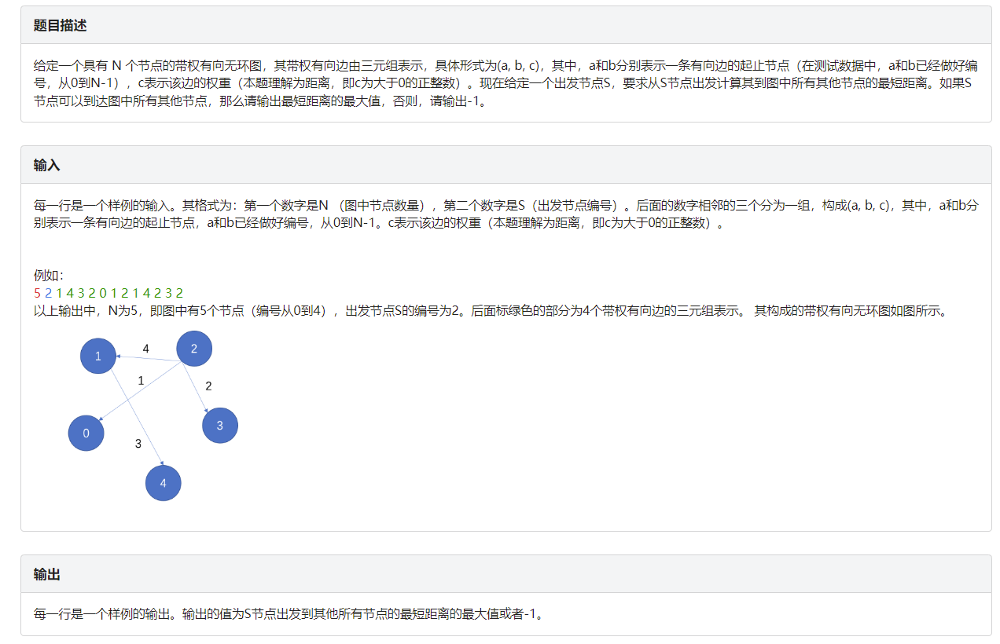 题目描述
给定一个具有 N 个节点的带权有向无环图，其带权有向边由三元组表示，具体形式为(a, b, c)，其中，a和b分别表示一条有向边的起止节点（在测试数据中，a和b已经做好编
号，从0到N-1），c表示该边的权重（本题理解为距离，即c为大于0的正整数）。现在给定一个出发节点S，要求从S节点出发计算其到图中所有其他节点的最短距离。如果S
节点可以到达图中所有其他节点，那么请输出最短距离的最大值，否则，请输出-1。
输入
每一行是一个样例的输入。其格式为：第一个数字是N （图中节点数量），第二个数字是S（出发节点编号）。后面的数字相邻的三个分为一组，构成(a, b, c)，其中，a和b分
别表示一条有向边的起止节点，a和b已经做好编号，从0到N-1。c表示该边的权重（本题理解为距离，即c为大于0的正整数）。
例如：
5 2 1 4 3 2 0 1 2 1 4 2 3 2
以上输出中，N为5，即图中有5个节点（编号从0到4），出发节点S的编号为2。后面标绿色的部分为4个带权有向边的三元组表示。 其构成的带权有向无环图如图所示。
1
4
2
1
2
0
3
3
4
输出
每一行是一个样例的输出。输出的值为S节点出发到其他所有节点的最短距离的最大值或者-1。